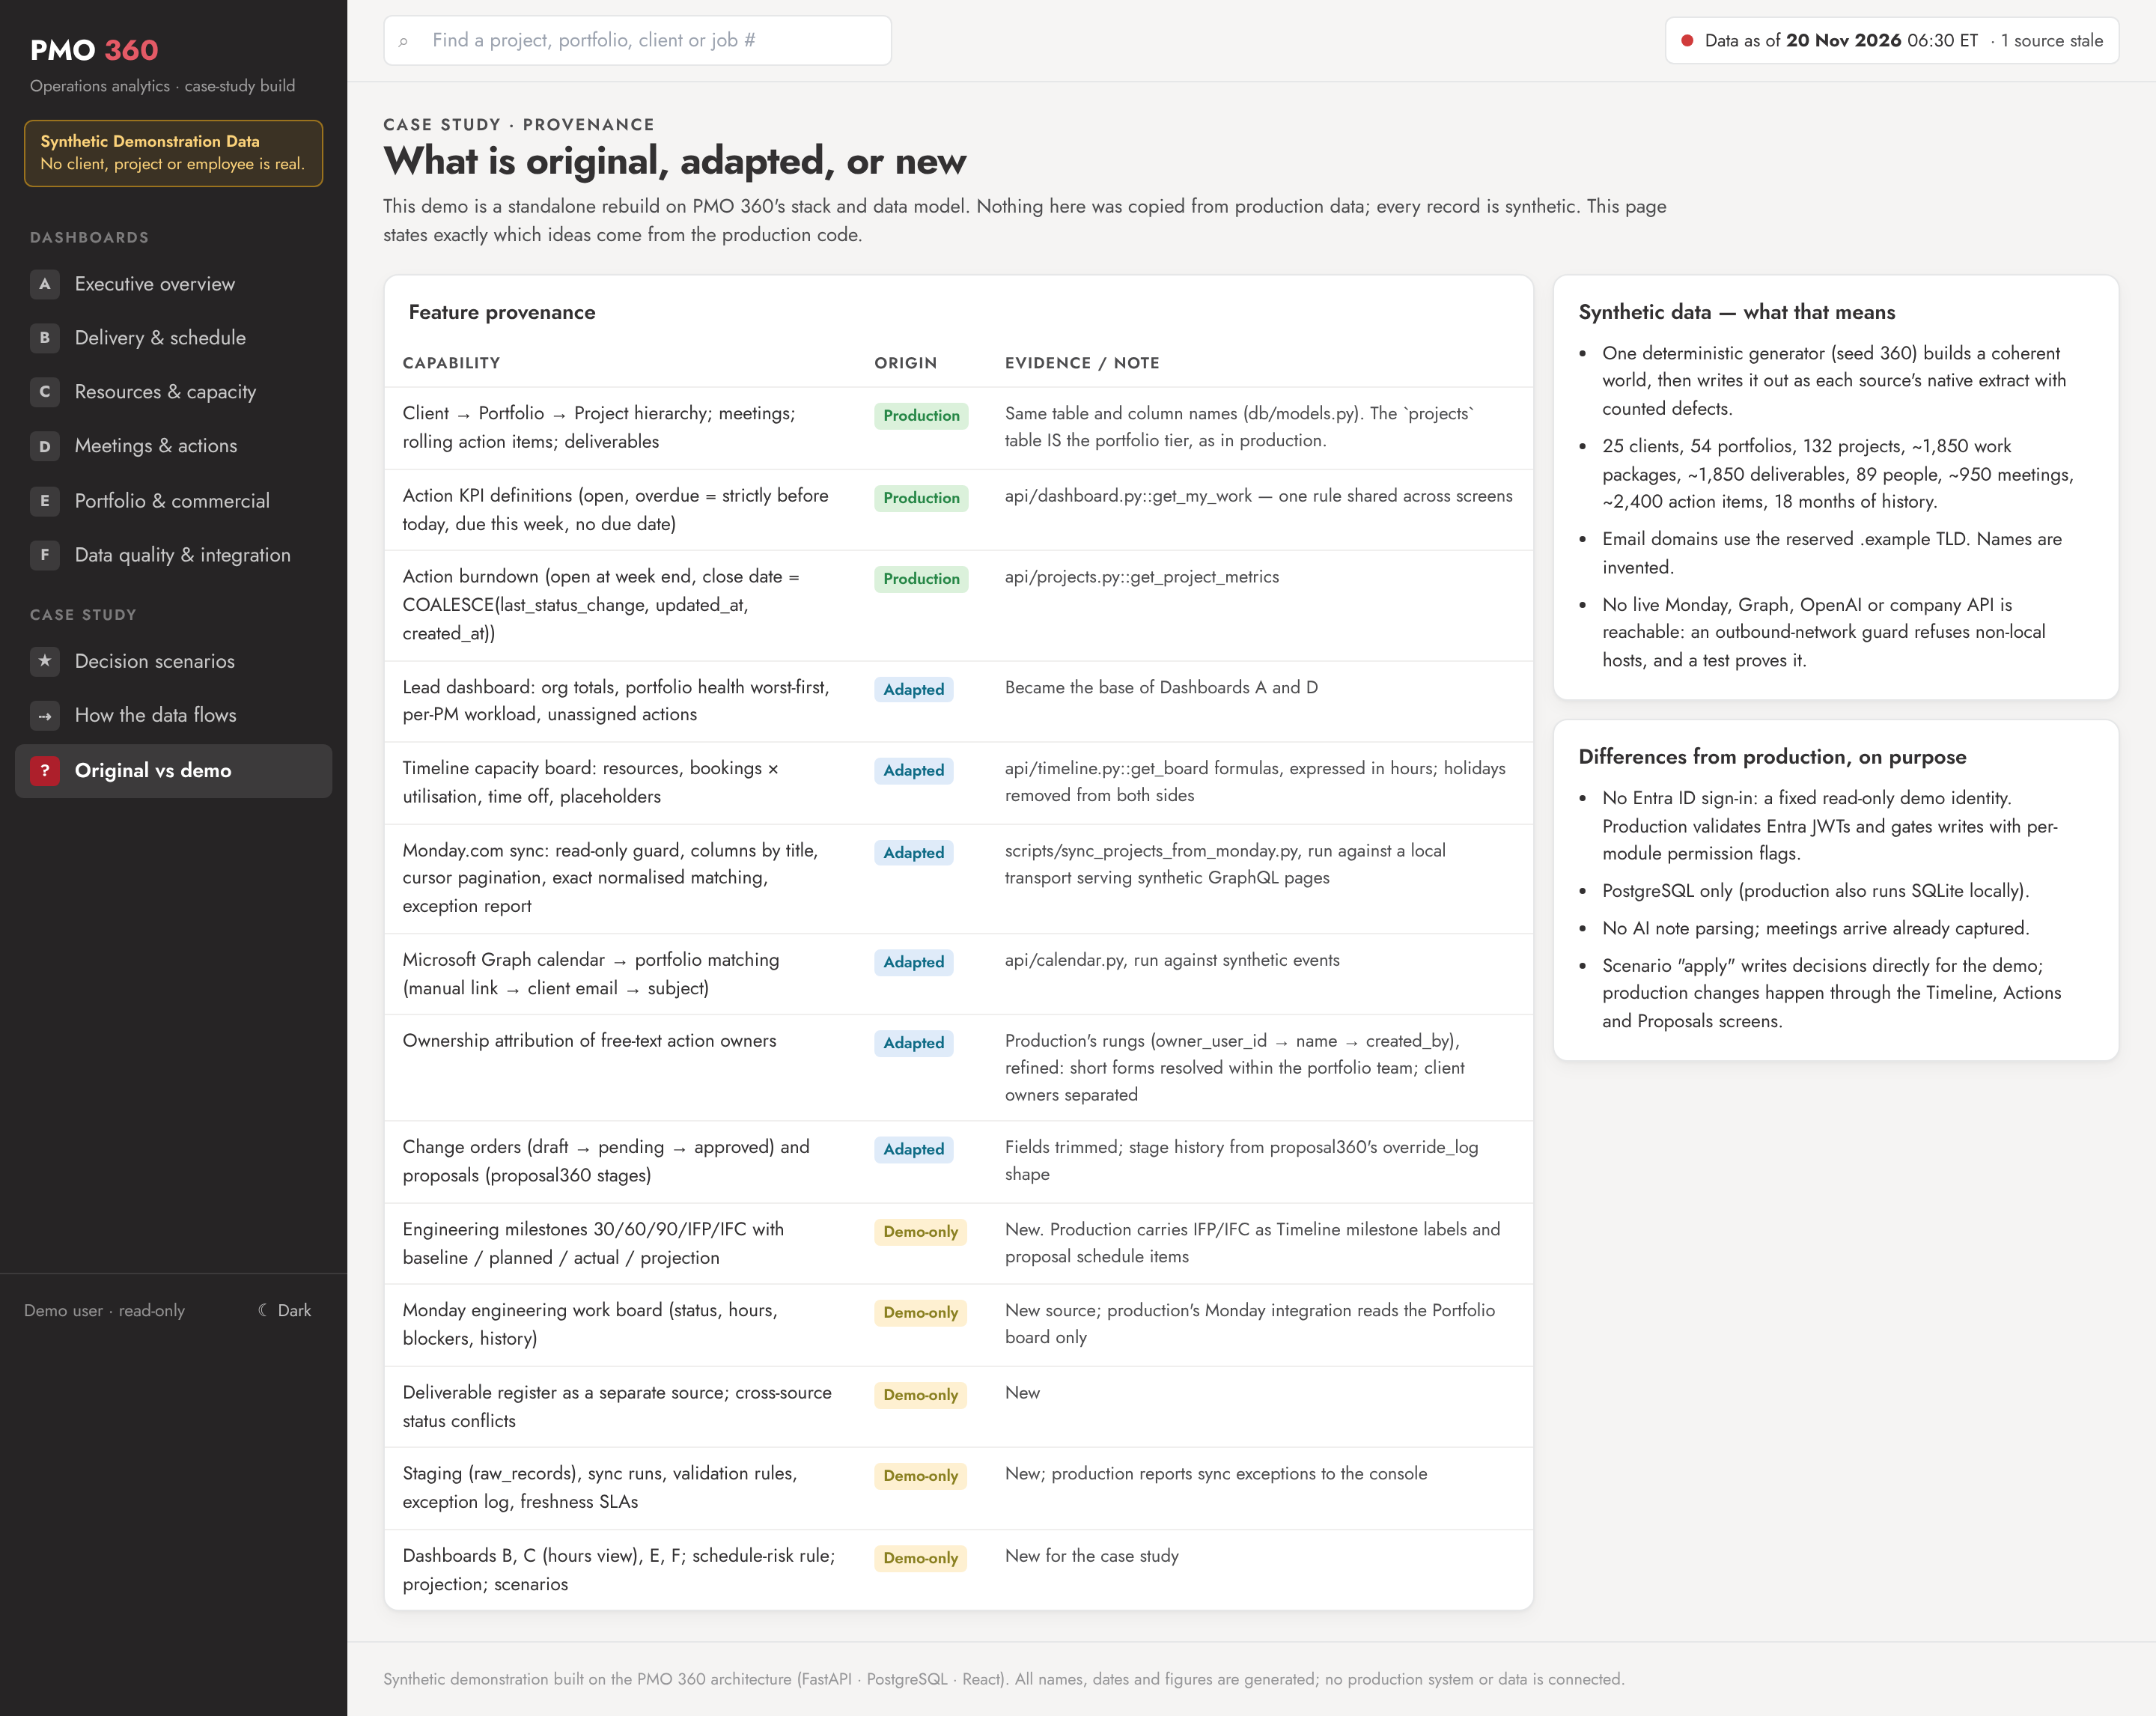 PMO 360
Operations analytics · case-study build
Synthetic Demonstration Data
No client, project or employee is real.
DASHBOARDS
A Executive overview
B Delivery & schedule
C Resources & capacity
D Meetings & actions
E Portfolio & commercial
F Data quality & integration
CASE STUDY
★ Decision scenarios
⇢ How the data flows
? Original vs demo
Demo user · read-only
☾ Dark
Find a project, portfolio, client or job #
Data as of 20 Nov 2026 06:30 ET · 1 source stale
CASE STUDY · PROVENANCE
What is original, adapted, or new
This demo is a standalone rebuild on PMO 360's stack and data model. Nothing here was copied from production data; every record is synthetic. This page
states exactly which ideas come from the production code.
Feature provenance
CAPABILITY ORIGIN EVIDENCE / NOTE
Client → Portfolio → Project hierarchy; meetings;
rolling action items; deliverables
Production
Same table and column names (db/models.py). The `projects`
table IS the portfolio tier, as in production.
Action KPI definitions (open, overdue = strictly before
today, due this week, no due date)
Production
api/dashboard.py::get_my_work — one rule shared across screens
Action burndown (open at week end, close date =
COALESCE(last_status_change, updated_at,
created_at))
Production
api/projects.py::get_project_metrics
Lead dashboard: org totals, portfolio health worst-first,
per-PM workload, unassigned actions
Adapted
Became the base of Dashboards A and D
Timeline capacity board: resources, bookings ×
utilisation, time off, placeholders
Adapted
api/timeline.py::get_board formulas, expressed in hours; holidays
removed from both sides
Monday.com sync: read-only guard, columns by title,
cursor pagination, exact normalised matching,
exception report
Adapted
scripts/sync_projects_from_monday.py, run against a local
transport serving synthetic GraphQL pages
Microsoft Graph calendar → portfolio matching
(manual link → client email → subject)
Adapted
api/calendar.py, run against synthetic events
Ownership attribution of free-text action owners
Adapted
Production's rungs (owner_user_id → name → created_by),
refined: short forms resolved within the portfolio team; client
owners separated
Change orders (draft → pending → approved) and
proposals (proposal360 stages)
Adapted
Fields trimmed; stage history from proposal360's override_log
shape
Engineering milestones 30/60/90/IFP/IFC with
baseline / planned / actual / projection
Demo-only
New. Production carries IFP/IFC as Timeline milestone labels and
proposal schedule items
Monday engineering work board (status, hours,
blockers, history)
Demo-only
New source; production's Monday integration reads the Portfolio
board only
Deliverable register as a separate source; cross-source
status conflicts
Demo-only
New
Staging (raw_records), sync runs, validation rules,
exception log, freshness SLAs
Demo-only
New; production reports sync exceptions to the console
Dashboards B, C (hours view), E, F; schedule-risk rule;
projection; scenarios
Demo-only
New for the case study
Synthetic data — what that means
• One deterministic generator (seed 360) builds a coherent
world, then writes it out as each source's native extract with
counted defects.
• 25 clients, 54 portfolios, 132 projects, ~1,850 work
packages, ~1,850 deliverables, 89 people, ~950 meetings,
~2,400 action items, 18 months of history.
• Email domains use the reserved .example TLD. Names are
invented.
• No live Monday, Graph, OpenAI or company API is
reachable: an outbound-network guard refuses non-local
hosts, and a test proves it.
Differences from production, on purpose
• No Entra ID sign-in: a fixed read-only demo identity.
Production validates Entra JWTs and gates writes with per-
module permission flags.
• PostgreSQL only (production also runs SQLite locally).
• No AI note parsing; meetings arrive already captured.
• Scenario "apply" writes decisions directly for the demo;
production changes happen through the Timeline, Actions
and Proposals screens.
Synthetic demonstration built on the PMO 360 architecture (FastAPI · PostgreSQL · React). All names, dates and figures are generated; no production system or data is connected.